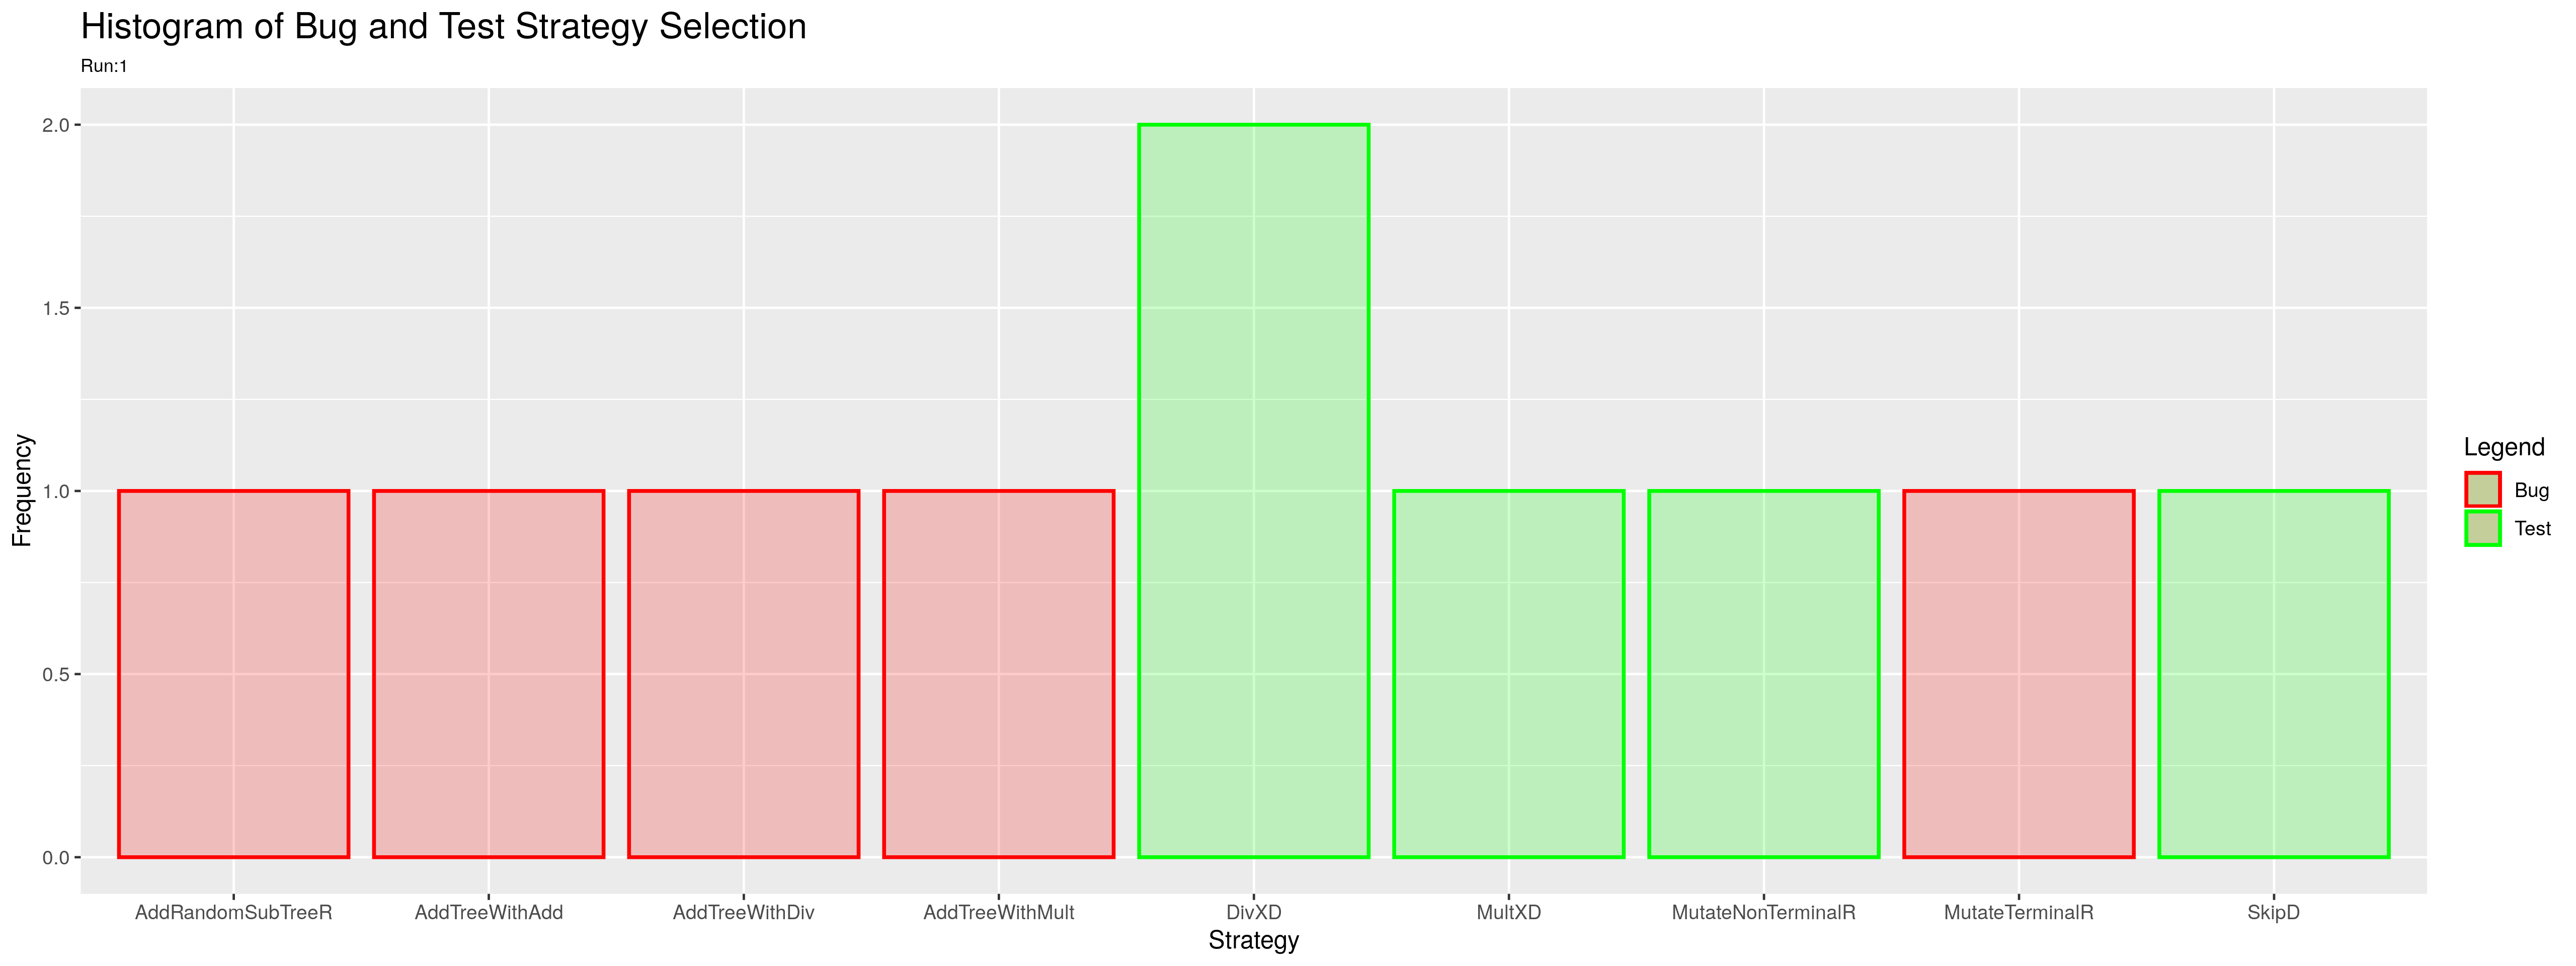 Histogram of Bug and Test Strategy Selection
Run:1
Frequency
2.0
1.5
1.0
0.5
0.0
AddRandomSubTreeR AddTreeWithAdd AddTreeWithDiv AddTreeWithMult DivXD MultXD MutateNonTerminalR MutateTerminalR SkipD
Strategy
Legend
Bug
Test